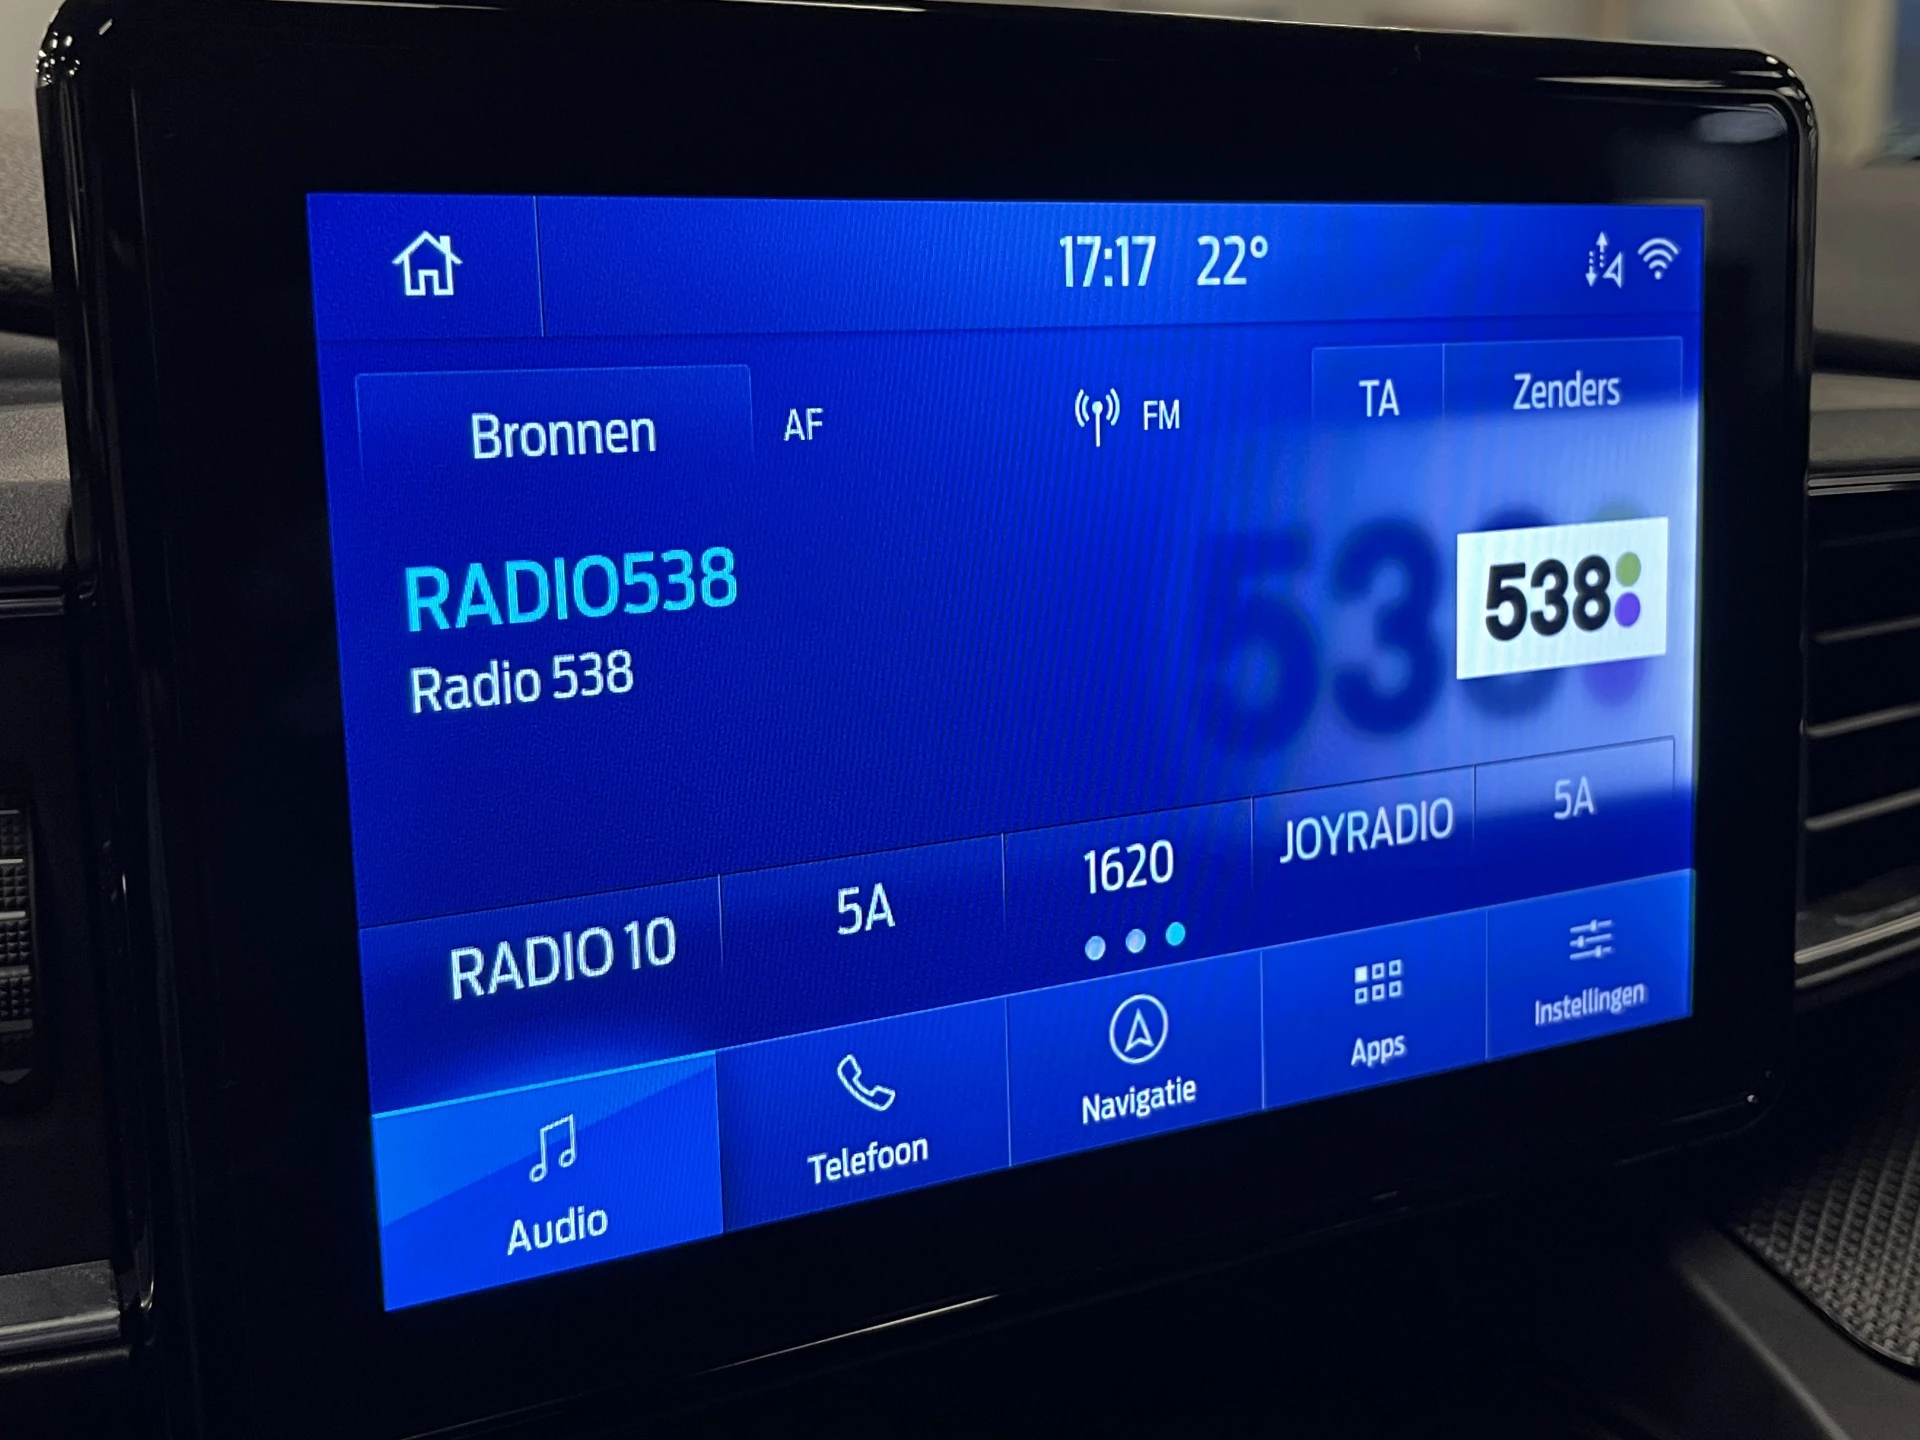 17:17 22°
Bronnen AF FM TA Zenders
RADIO538
Radio 538
538
538
RADIO 10 5A 1620 JOYRADIO 5A
Audio Telefoon Navigatie Apps Instellingen